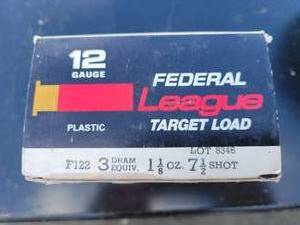 12
GAUGE
FEDERAL
League
PLASTIC
TARGET LOAD
LOT 8346
F122 3 DRAM EQUIV. 1 1/8 OZ. 7 1/2 SHOT